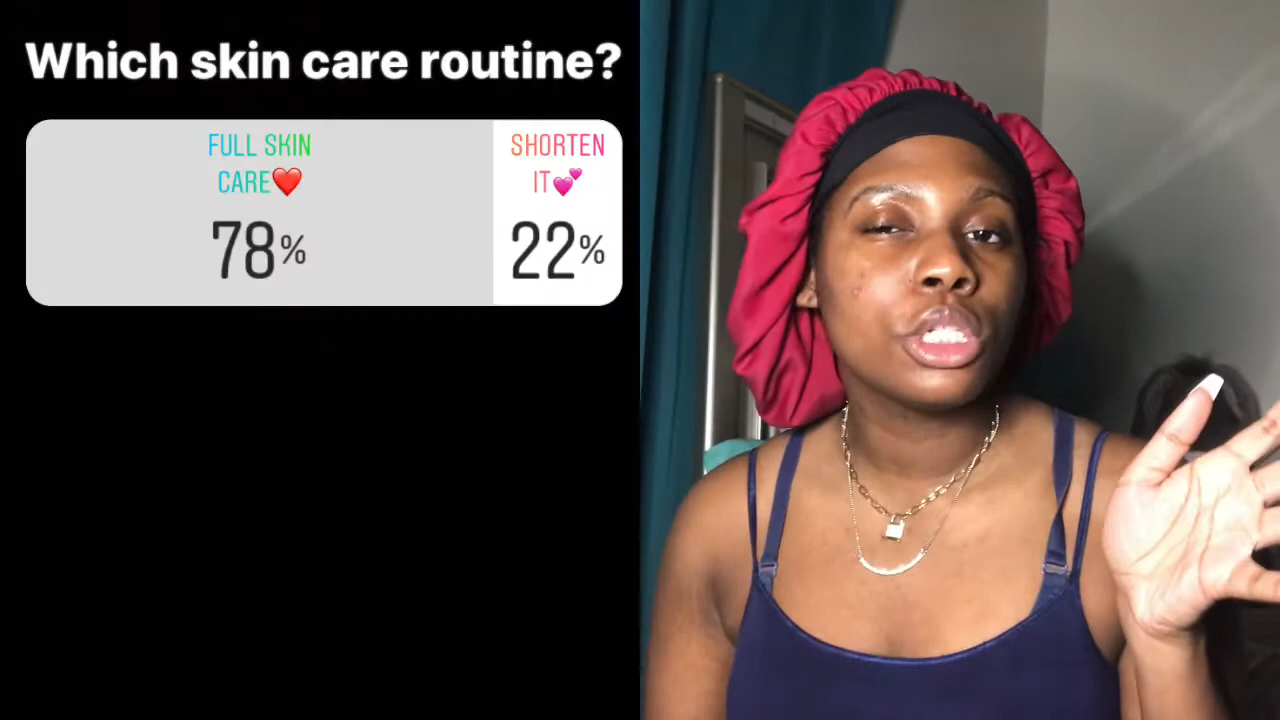 Which skin care routine?
FULL SKIN
CARE❤️
78%
SHORTEN
IT💕
22%